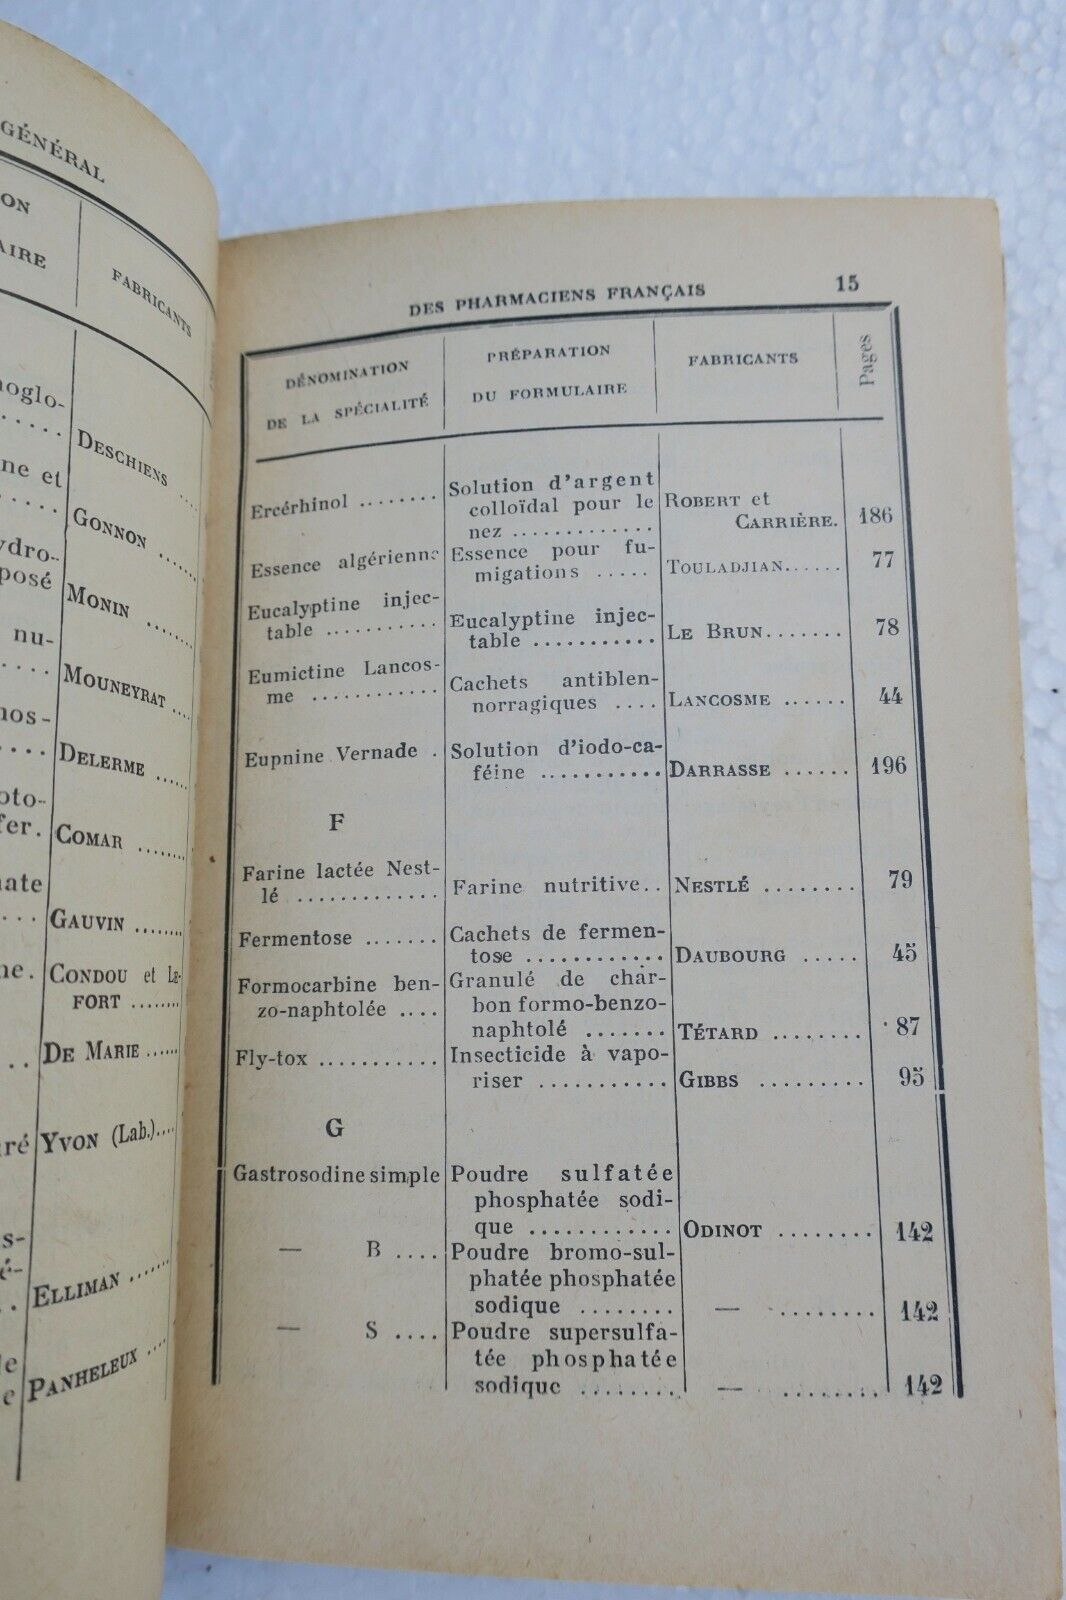 GÉNÉRAL
ON
AIRE
FABRICANTS
noglo-
DESCHIENS ...
ne et
GONNON .......
ydro-
posé
MONIN .......
nu-
MOUNEYRAT ....
hos-
DELERME ......
oto-
fer.
COMAR ........
nate
GAUVIN ........
ne.
CONDOU et LA-
FORT ........
DE MARIE ......
YVON (Lab.)....
s-
é-
ELLIMAN .......
le
e
PANHELEUX ....
DES PHARMACIENS FRANÇAIS 15
DÉNOMINATION
DE LA SPÉCIALITÉ
PRÉPARATION
DU FORMULAIRE
FABRICANTS
Pages
Ercérhinol ........
Solution d'argent
colloïdal pour le
nez .............
ROBERT et
CARRIÈRE.
186
Essence algérienne
Essence pour fu-
migations .....
TOULADJIAN......
77
Eucalyptine injec-
table ...........
Eucalyptine injec-
table ...........
LE BRUN.......
78
Eumictine Lancos-
me ............
Cachets antiblen-
norragiques ....
LANCOSME ......
44
Eupnine Vernade .
Solution d'iodo-ca-
féine ...........
DARRASSE ......
196
F
Farine lactée Nest-
lé .............
Farine nutritive..
NESTLÉ ........
79
Fermentose .......
Cachets de fermen-
tose ............
DAUBOURG .....
45
Formocarbine ben-
zo-naphtolée ....
Granulé de char-
bon formo-benzo-
naphtolé .......
TÉTARD ........
87
Fly-tox ...........
Insecticide à vapo-
riser ...........
GIBBS .........
95
G
Gastrosodine simple
Poudre sulfatée
phosphatée sodi-
que ............
ODINOT ........
142
— B ....
Poudre bromo-sul-
phatée phosphatée
sodique ........
— ........
142
— S ....
Poudre supersulfa-
tée phosphatée
sodique ........
— ........
142